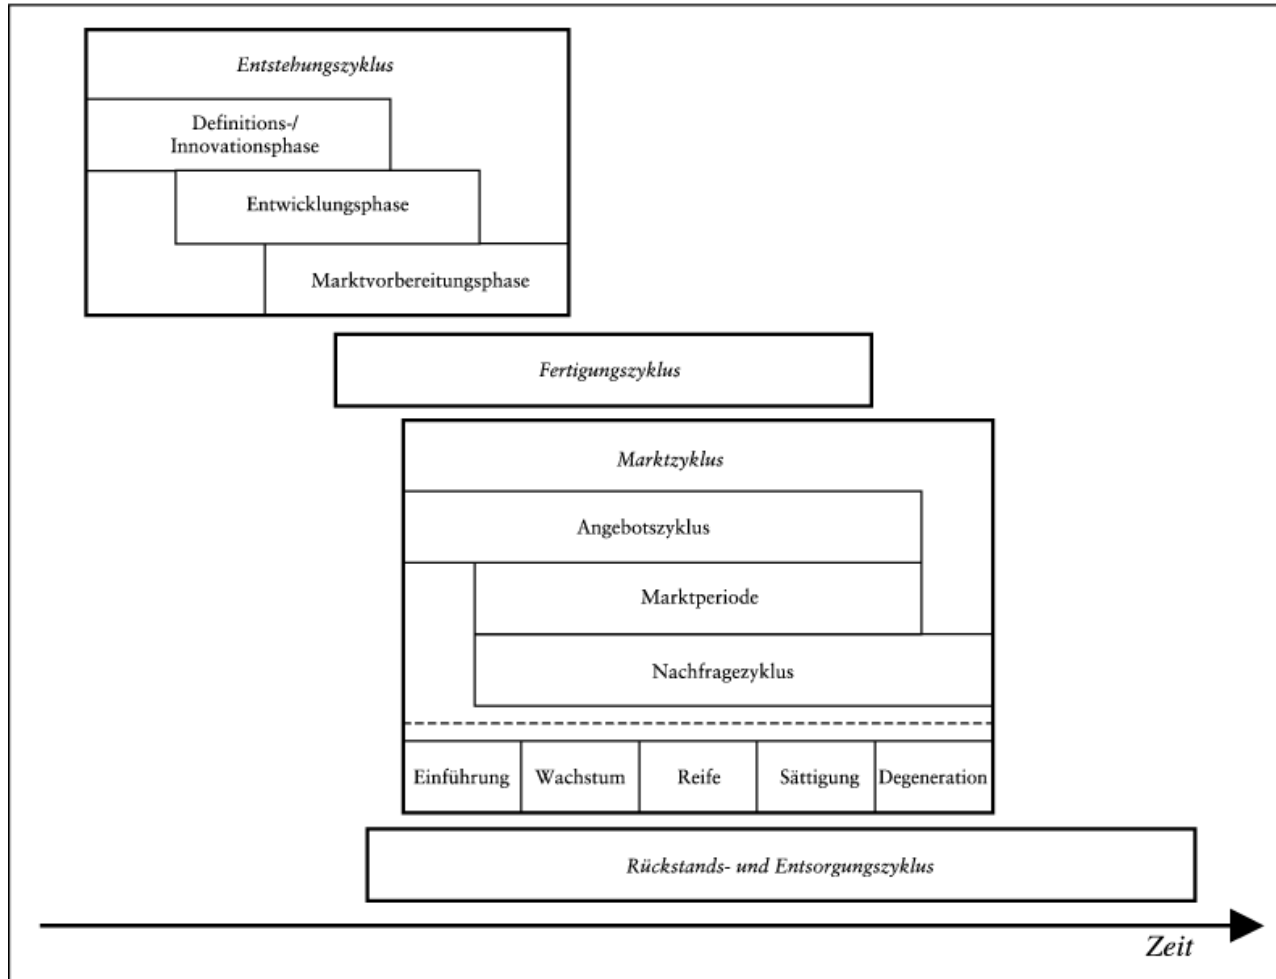 Entstehungszyklus
Definitions-/
Innovationsphase
Entwicklungsphase
Marktvorbereitungsphase
Fertigungszyklus
Marktzyklus
Angebotszyklus
Marktperiode
Nachfragezyklus
Einführung Wachstum Reife Sättigung Degeneration
Rückstands- und Entsorgungszyklus
Zeit